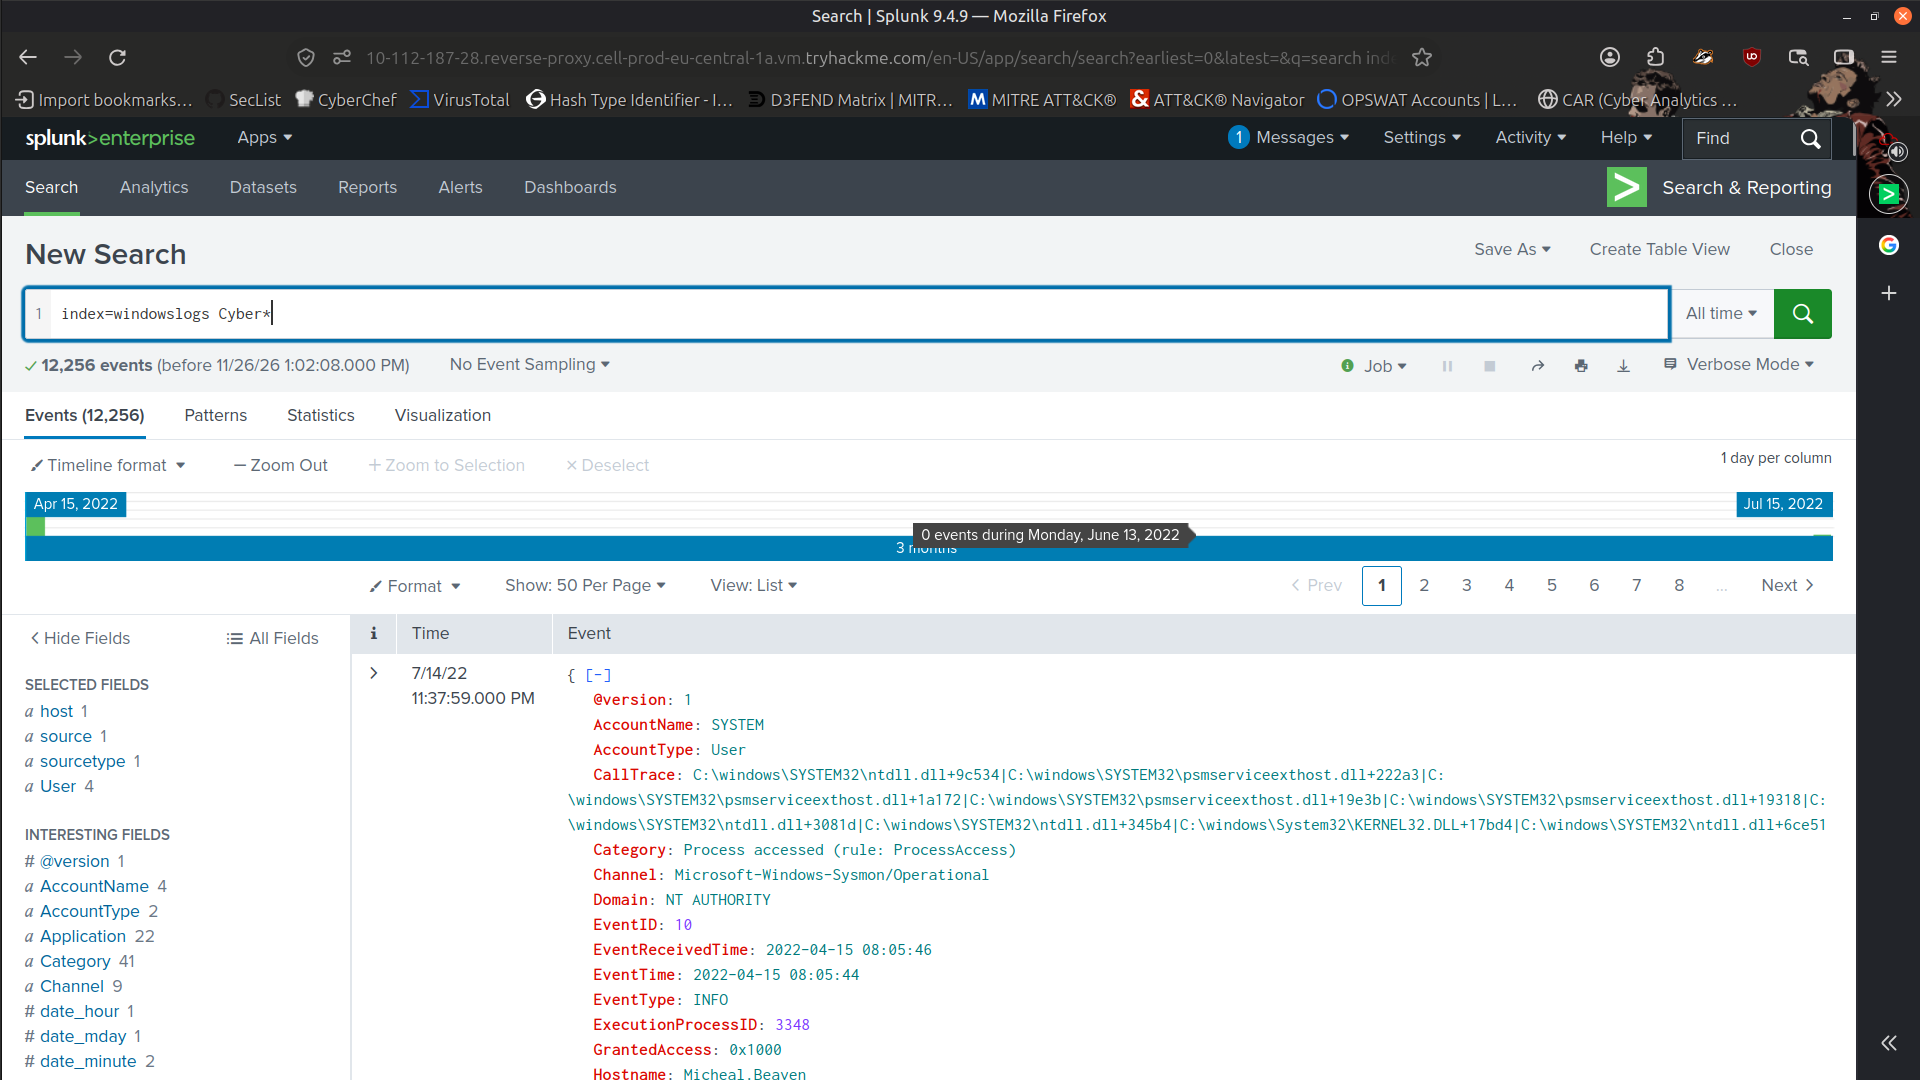 Search | Splunk 9.4.9 — Mozilla Firefox
10-112-187-28.reverse-proxy.cell-prod-eu-central-1a.vm.tryhackme.com/en-US/app/search/search?earliest=0&latest=&q=search ind
Import bookmarks... SecList CyberChef VirusTotal Hash Type Identifier - I... D3FEND Matrix | MITR... MITRE ATT&CK® ATT&CK® Navigator OPSWAT Accounts | L... CAR (Cyber Analytics ...
splunk>enterprise Apps 1 Messages Settings Activity Help Find
Search Analytics Datasets Reports Alerts Dashboards Search & Reporting
New Search Save As Create Table View Close
1 index=windowslogs Cyber* All time
12,256 events (before 11/26/26 1:02:08.000 PM) No Event Sampling Job Verbose Mode
Events (12,256) Patterns Statistics Visualization
Timeline format — Zoom Out + Zoom to Selection × Deselect 1 day per column
Apr 15, 2022 Jul 15, 2022
0 events during Monday, June 13, 2022
3 months
Format Show: 50 Per Page View: List < Prev 1 2 3 4 5 6 7 8 ... Next >
< Hide Fields All Fields i Time Event
SELECTED FIELDS
a host 1
a source 1
a sourcetype 1
a User 4
INTERESTING FIELDS
# @version 1
a AccountName 4
a AccountType 2
a Application 22
a Category 41
a Channel 9
# date_hour 1
# date_mday 1
# date_minute 2
> 7/14/22
11:37:59.000 PM
{ [-]
@version: 1
AccountName: SYSTEM
AccountType: User
CallTrace: C:\windows\SYSTEM32\ntdll.dll+9c534|C:\windows\SYSTEM32\psmserviceexthost.dll+222a3|C:
\windows\SYSTEM32\psmserviceexthost.dll+1a172|C:\windows\SYSTEM32\psmserviceexthost.dll+19e3b|C:\windows\SYSTEM32\psmserviceexthost.dll+19318|C:
\windows\SYSTEM32\ntdll.dll+3081d|C:\windows\SYSTEM32\ntdll.dll+345b4|C:\windows\System32\KERNEL32.DLL+17bd4|C:\windows\SYSTEM32\ntdll.dll+6ce51
Category: Process accessed (rule: ProcessAccess)
Channel: Microsoft-Windows-Sysmon/Operational
Domain: NT AUTHORITY
EventID: 10
EventReceivedTime: 2022-04-15 08:05:46
EventTime: 2022-04-15 08:05:44
EventType: INFO
ExecutionProcessID: 3348
GrantedAccess: 0x1000
Hostname: Micheal.Beaven